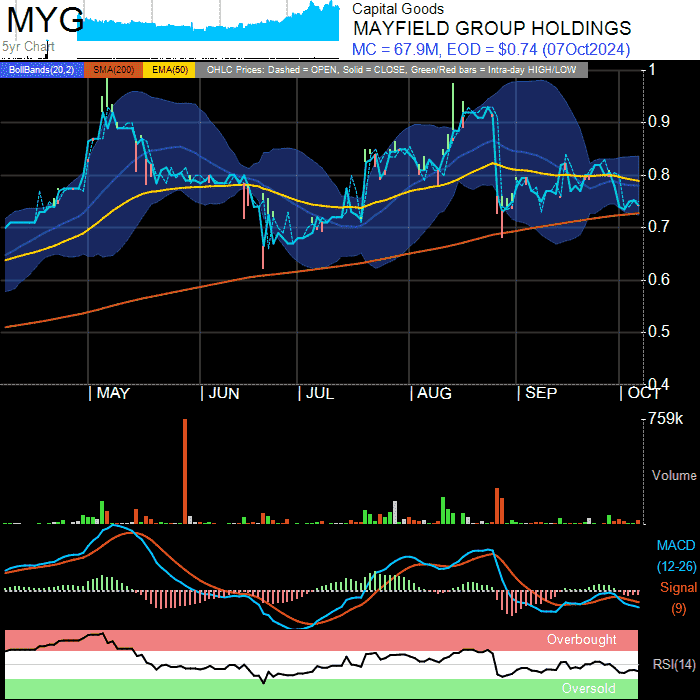 MYG
5yr Chart
Capital Goods
MAYFIELD GROUP HOLDINGS
MC = 67.9M, EOD = $0.74 (07Oct2024)
BollBands(20,2) SMA(200) EMA(50) OHLC Prices: Dashed = OPEN, Solid = CLOSE, Green/Red bars = Intra-day HIGH/LOW
1
0.9
0.8
0.7
0.6
0.5
0.4
MAY JUN JUL AUG SEP OCT
759k
Volume
MACD
(12-26)
Signal
(9)
Overbought
RSI(14)
Oversold